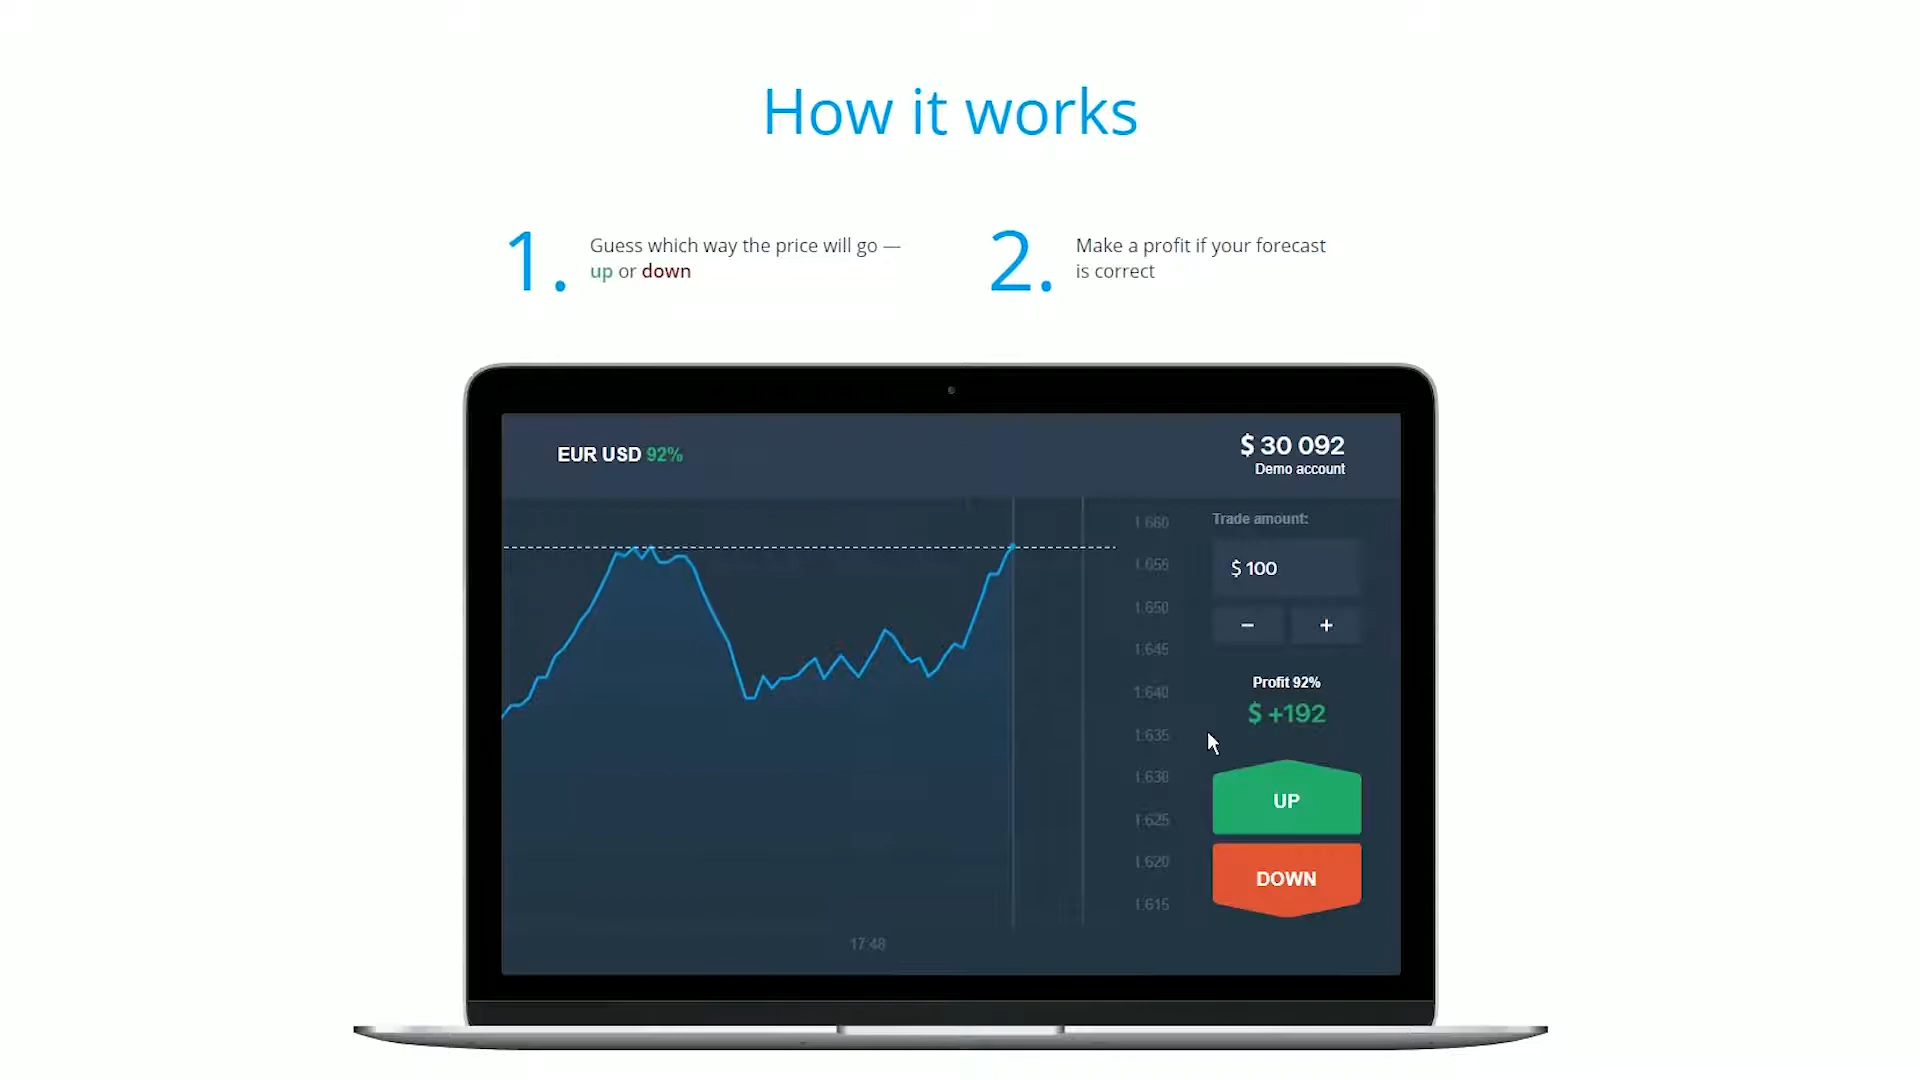 How it works
1. Guess which way the price will go —
up or down
2. Make a profit if your forecast
is correct
EUR USD 92%
$ 30 092
Demo account
1.660
1.655
1.650
1.645
1.640
1.635
1.630
1.625
1.620
1.615
17:48
Trade amount:
$ 100
− +
Profit 92%
$ +192
UP
DOWN